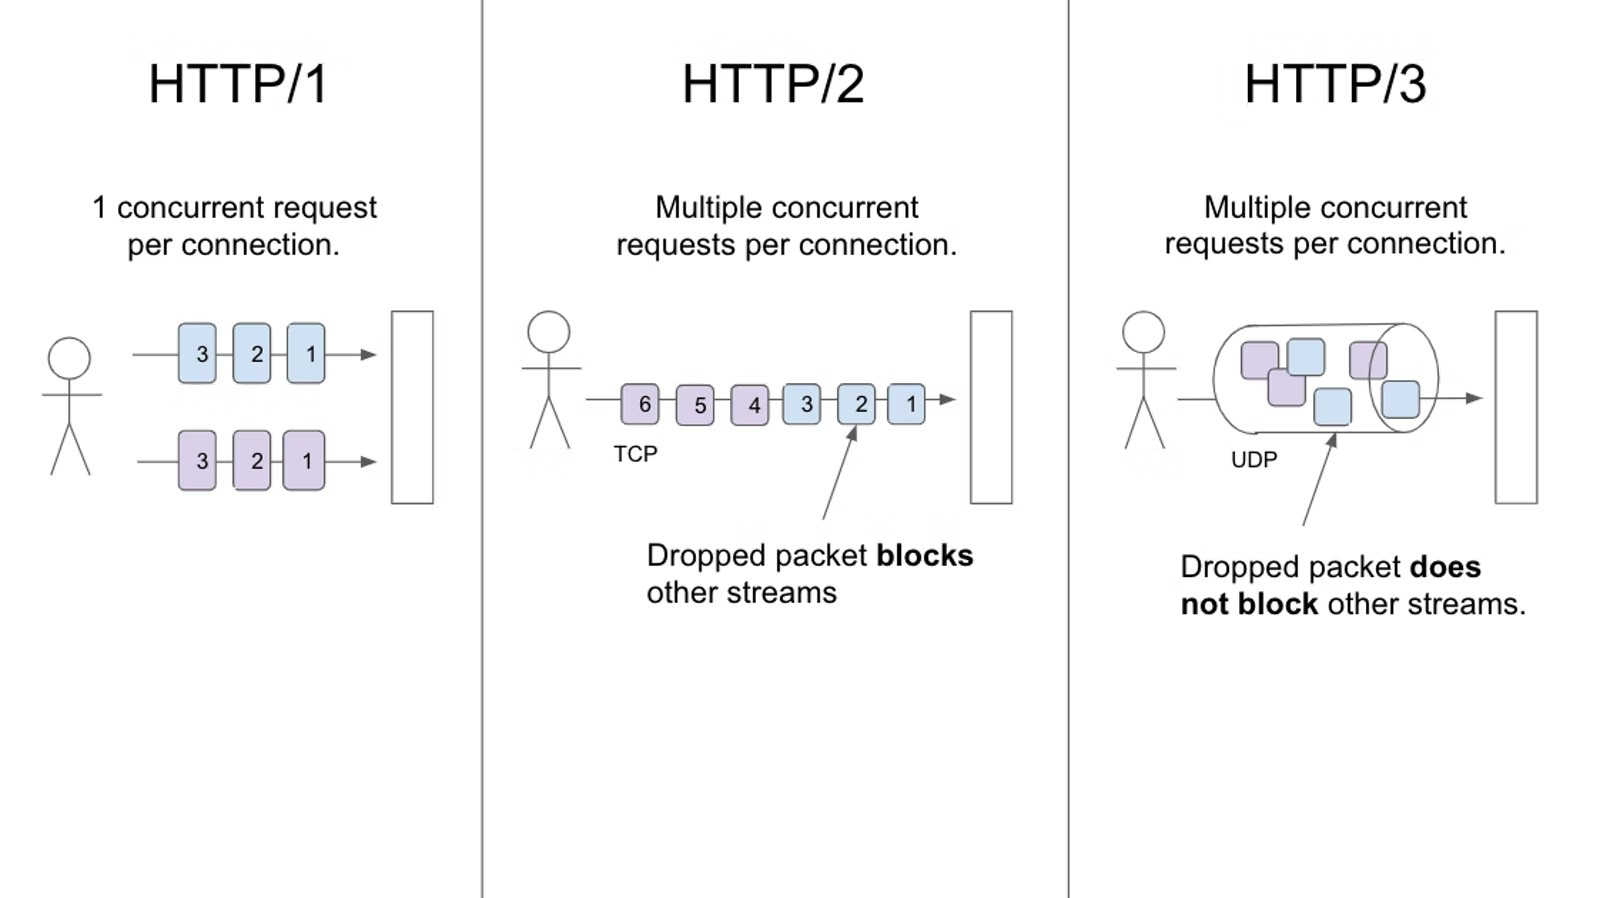 HTTP/1
1 concurrent request
per connection.
3 2 1
3 2 1
HTTP/2
Multiple concurrent
requests per connection.
6 5 4 3 2 1
TCP
Dropped packet blocks
other streams
HTTP/3
Multiple concurrent
requests per connection.
UDP
Dropped packet does
not block other streams.